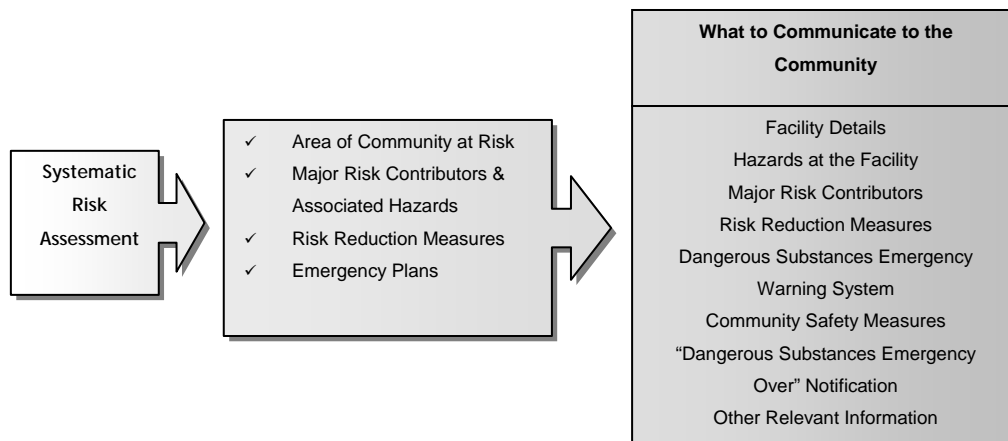 Systematic
Risk
Assessment
✓ Area of Community at Risk
✓ Major Risk Contributors &
Associated Hazards
✓ Risk Reduction Measures
✓ Emergency Plans
What to Communicate to the
Community
Facility Details
Hazards at the Facility
Major Risk Contributors
Risk Reduction Measures
Dangerous Substances Emergency
Warning System
Community Safety Measures
“Dangerous Substances Emergency
Over” Notification
Other Relevant Information